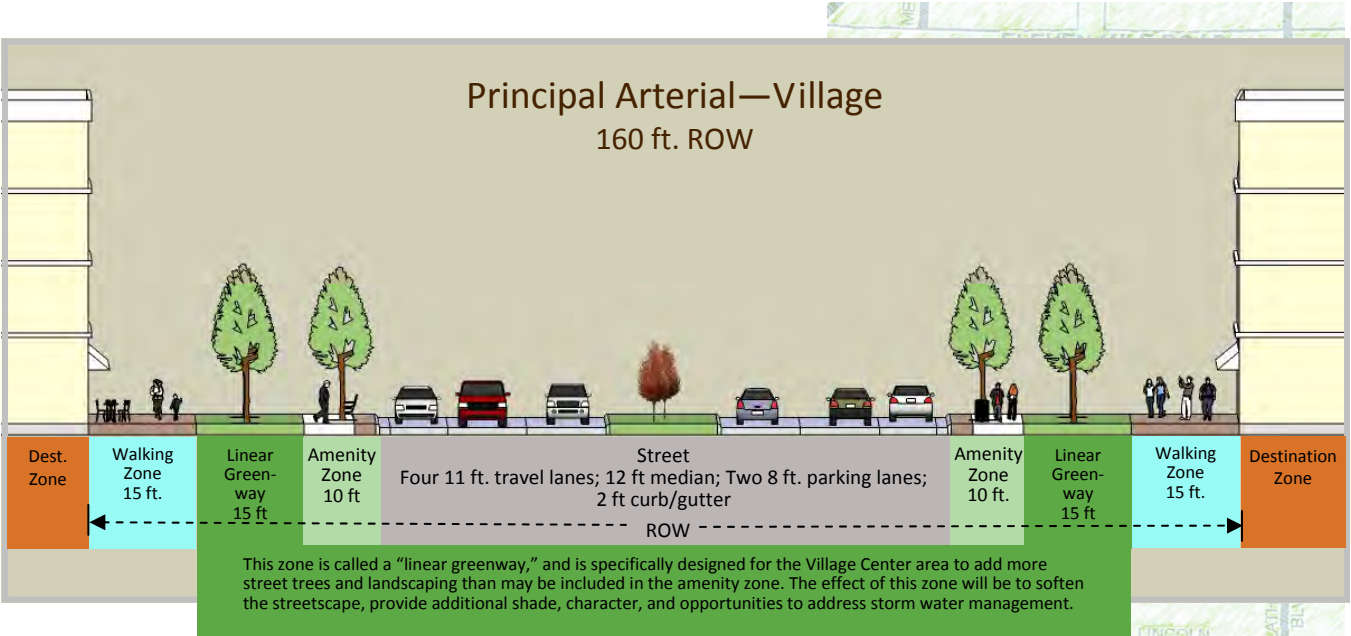 Principal Arterial—Village
160 ft. ROW
Dest.
Zone
Walking
Zone
15 ft.
Linear
Green-
way
15 ft
Amenity
Zone
10 ft
Street
Four 11 ft. travel lanes; 12 ft median; Two 8 ft. parking lanes;
2 ft curb/gutter
Amenity
Zone
10 ft.
Linear
Green-
way
15 ft
Walking
Zone
15 ft.
Destination
Zone
ROW
This zone is called a “linear greenway,” and is specifically designed for the Village Center area to add more
street trees and landscaping than may be included in the amenity zone. The effect of this zone will be to soften
the streetscape, provide additional shade, character, and opportunities to address storm water management.
LINCOLN